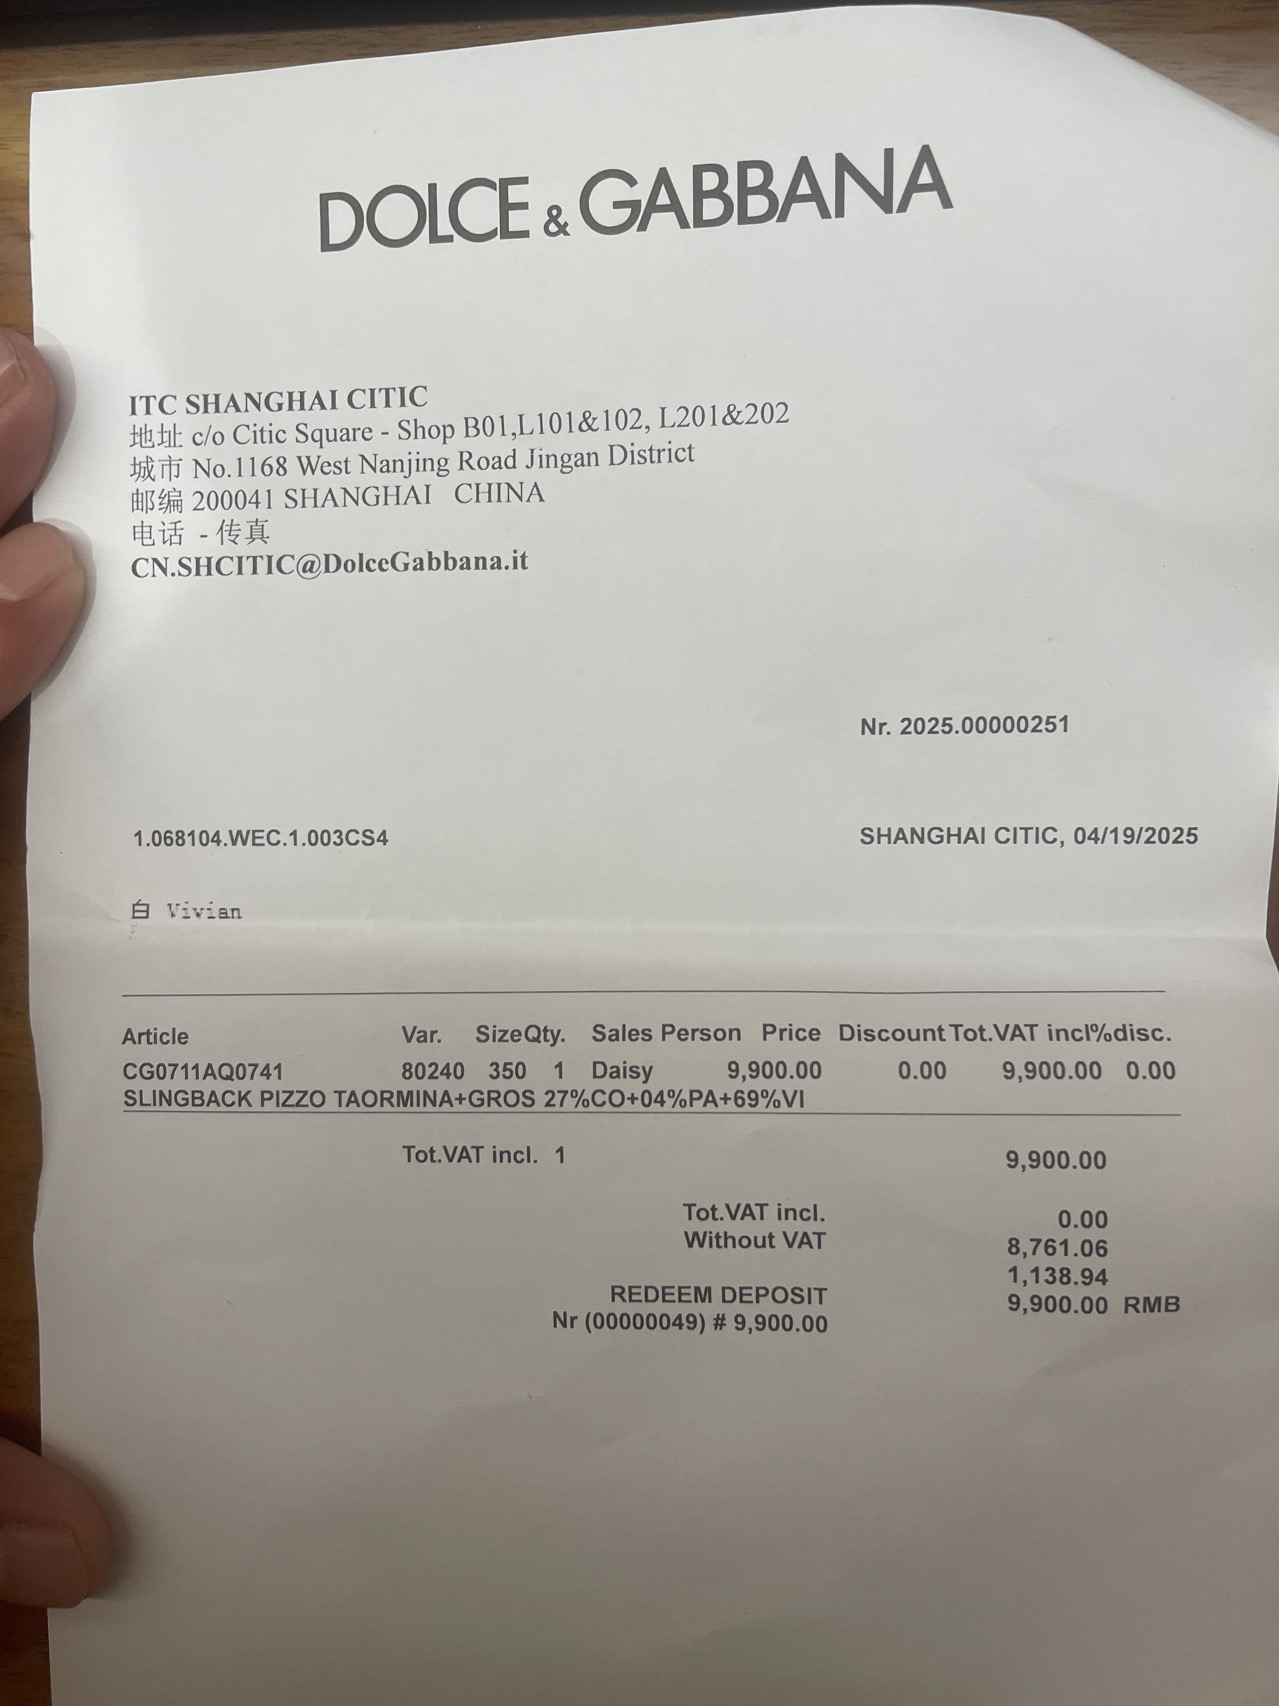 DOLCE & GABBANA
ITC SHANGHAI CITIC
地址 c/o Citic Square - Shop B01,L101&102, L201&202
城市 No.1168 West Nanjing Road Jingan District
邮编 200041 SHANGHAI CHINA
电话 - 传真
CN.SHCITIC@DolceGabbana.it
Nr. 2025.00000251
1.068104.WEC.1.003CS4 SHANGHAI CITIC, 04/19/2025
白 Vivian
Article Var. SizeQty. Sales Person Price Discount Tot.VAT incl%disc.
CG0711AQ0741 80240 350 1 Daisy 9,900.00 0.00 9,900.00 0.00
SLINGBACK PIZZO TAORMINA+GROS 27%CO+04%PA+69%VI
Tot.VAT incl. 1 9,900.00
Tot.VAT incl. 0.00
Without VAT 8,761.06
1,138.94
REDEEM DEPOSIT 9,900.00 RMB
Nr (00000049) # 9,900.00